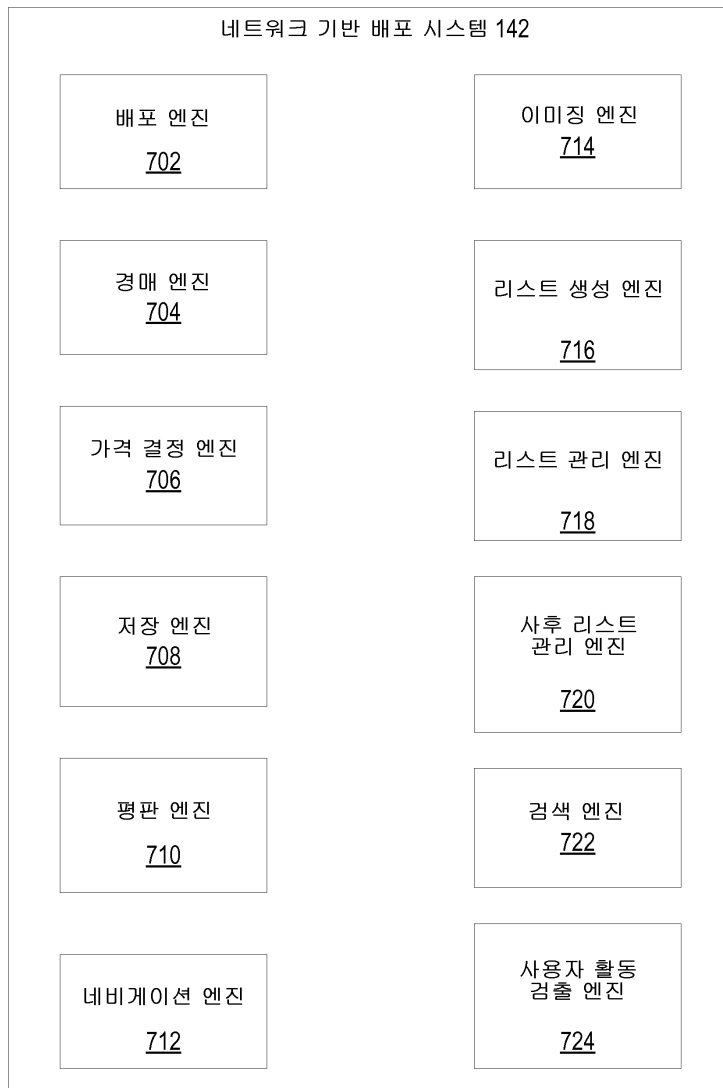 네트워크 기반 배포 시스템 142
배포 엔진
702
경매 엔진
704
가격 결정 엔진
706
저장 엔진
708
평판 엔진
710
네비게이션 엔진
712
이미징 엔진
714
리스트 생성 엔진
716
리스트 관리 엔진
718
사후 리스트
관리 엔진
720
검색 엔진
722
사용자 활동
검출 엔진
724